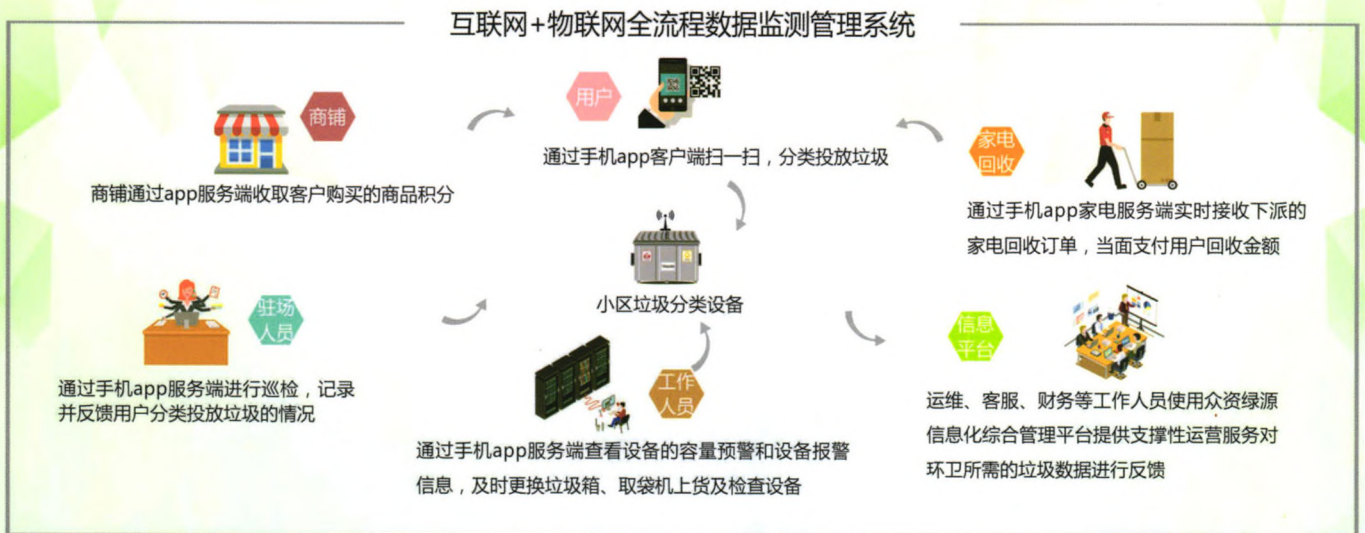 互联网+物联网全流程数据监测管理系统
商铺
商铺通过app服务端收取客户购买的商品积分
用户
通过手机app客户端扫一扫，分类投放垃圾
家电
回收
通过手机app家电服务端实时接收下派的
家电回收订单，当面支付用户回收金额
小区垃圾分类设备
驻场
人员
通过手机app服务端进行巡检，记录
并反馈用户分类投放垃圾的情况
工作
人员
通过手机app服务端查看设备的容量预警和设备报警
信息，及时更换垃圾箱、取袋机上货及检查设备
信息
平台
运维、客服、财务等工作人员使用众资绿源
信息化综合管理平台提供支撑性运营服务对
环卫所需的垃圾数据进行反馈